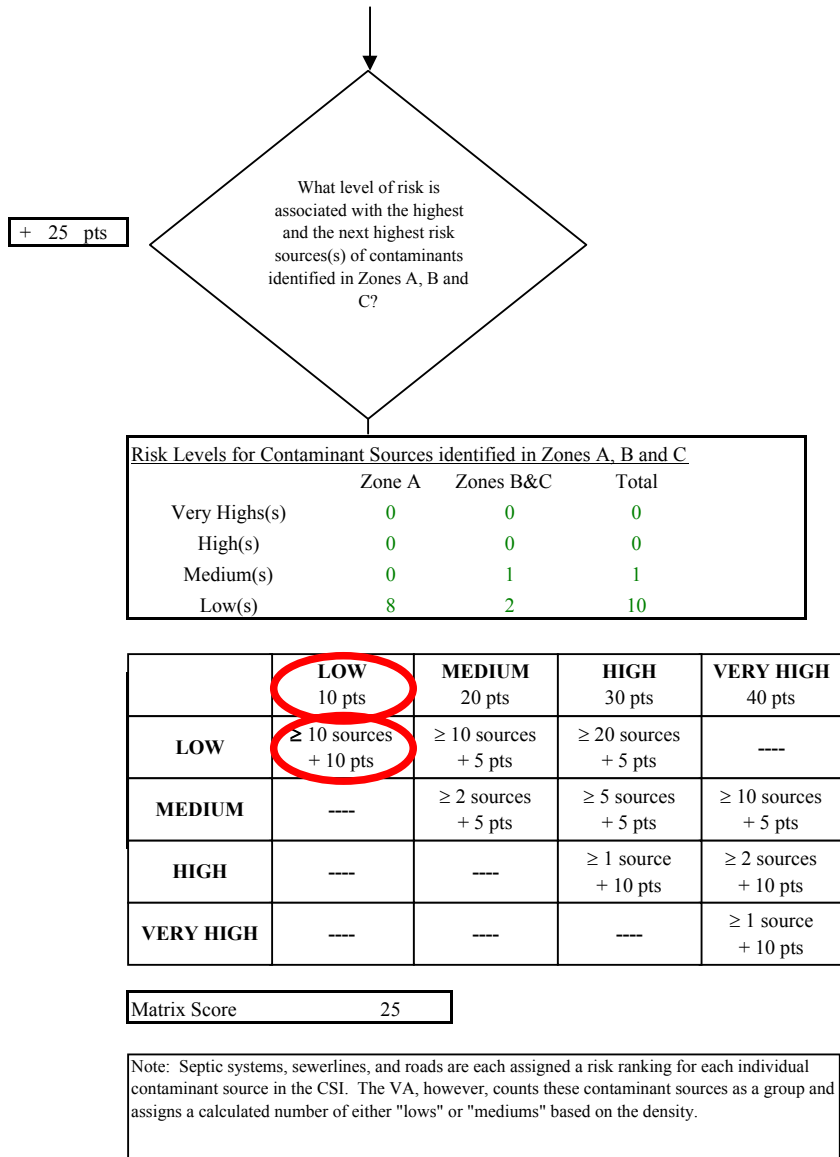 What level of risk is
associated with the highest
and the next highest risk
sources(s) of contaminants
identified in Zones A, B and
C?
+ 25 pts
Risk Levels for Contaminant Sources identified in Zones A, B and C
Zone A Zones B&C Total
Very Highs(s) 0 0 0
High(s) 0 0 0
Medium(s) 0 1 1
Low(s) 8 2 10
LOW MEDIUM HIGH VERY HIGH
10 pts 20 pts 30 pts 40 pts
LOW ≥ 10 sources ≥ 10 sources ≥ 20 sources ----
+ 10 pts + 5 pts + 5 pts
MEDIUM ---- ≥ 2 sources ≥ 5 sources ≥ 10 sources
+ 5 pts + 5 pts + 5 pts
HIGH ---- ---- ≥ 1 source ≥ 2 sources
+ 10 pts + 10 pts
VERY HIGH ---- ---- ---- ≥ 1 source
+ 10 pts
Matrix Score 25
Note: Septic systems, sewerlines, and roads are each assigned a risk ranking for each individual
contaminant source in the CSI. The VA, however, counts these contaminant sources as a group and
assigns a calculated number of either "lows" or "mediums" based on the density.